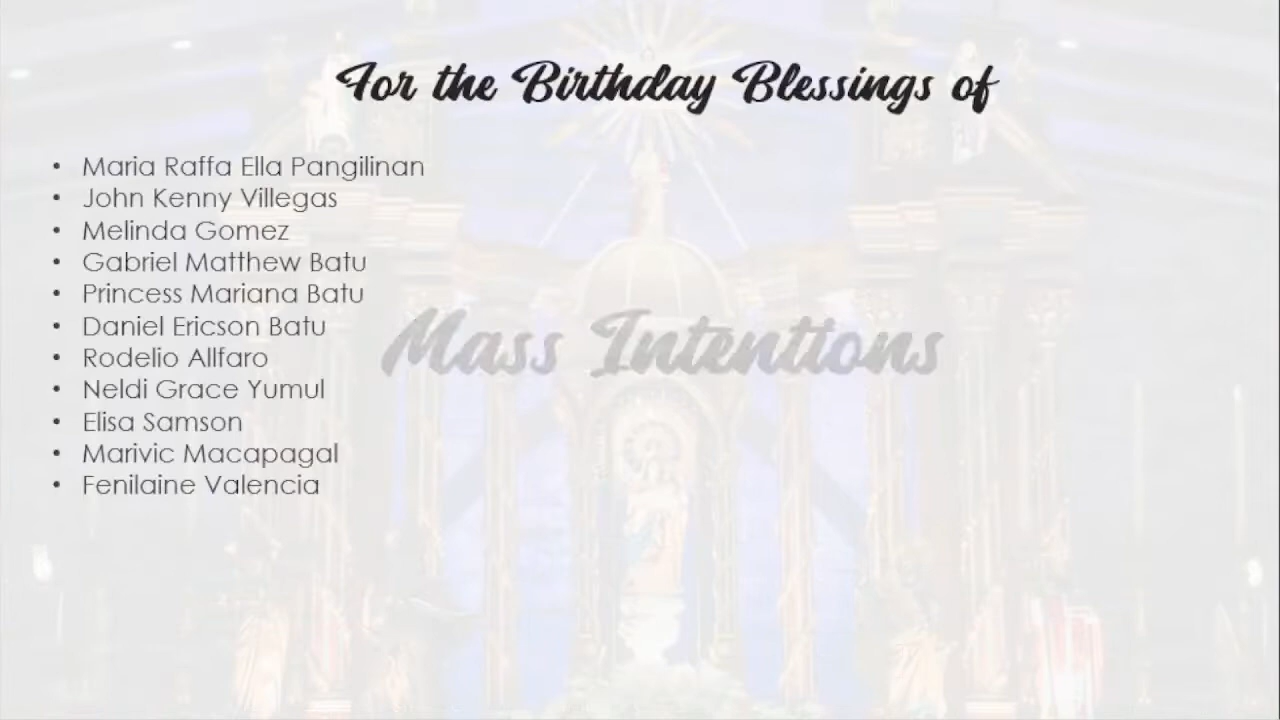 For the Birthday Blessings of
• Maria Raffa Ella Pangilinan
• John Kenny Villegas
• Melinda Gomez
• Gabriel Matthew Batu
• Princess Mariana Batu
• Daniel Ericson Batu
• Rodelio Allfaro
• Neldi Grace Yumul
• Elisa Samson
• Marivic Macapagal
• Fenilaine Valencia
Mass Intentions